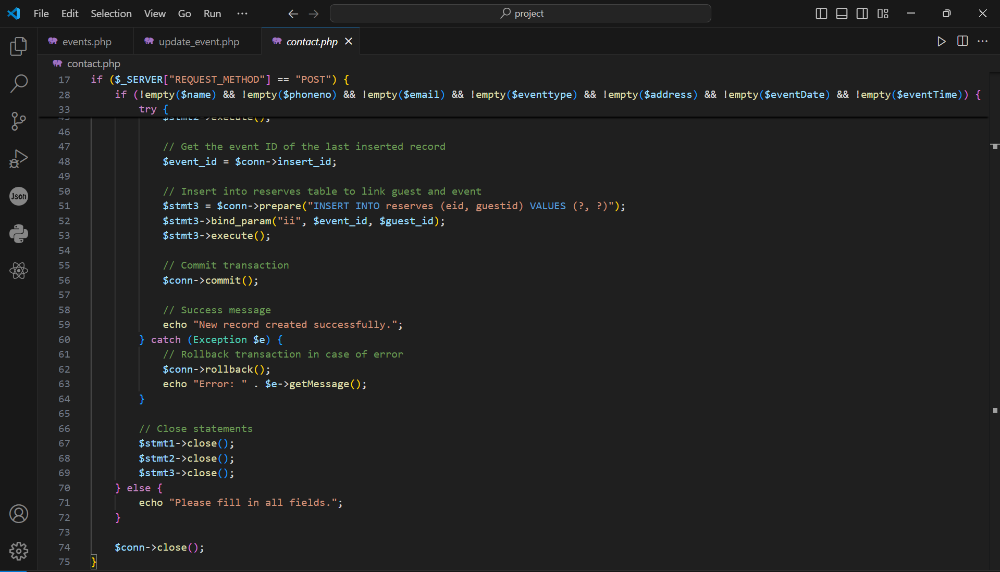 File Edit Selection View Go Run ··· project
events.php update_event.php contact.php
contact.php
17 if ($_SERVER["REQUEST_METHOD"] == "POST") {
28 if (!empty($name) && !empty($phoneno) && !empty($email) && !empty($eventtype) && !empty($address) && !empty($eventDate) && !empty($eventTime)) {
33 try {
45 $stmt2->execute();
46
47 // Get the event ID of the last inserted record
48 $event_id = $conn->insert_id;
49
50 // Insert into reserves table to link guest and event
51 $stmt3 = $conn->prepare("INSERT INTO reserves (eid, guestid) VALUES (?, ?)");
52 $stmt3->bind_param("ii", $event_id, $guest_id);
53 $stmt3->execute();
54
55 // Commit transaction
56 $conn->commit();
57
58 // Success message
59 echo "New record created successfully.";
60 } catch (Exception $e) {
61 // Rollback transaction in case of error
62 $conn->rollback();
63 echo "Error: " . $e->getMessage();
64 }
65
66 // Close statements
67 $stmt1->close();
68 $stmt2->close();
69 $stmt3->close();
70 } else {
71 echo "Please fill in all fields.";
72 }
73
74 $conn->close();
75 }
Json